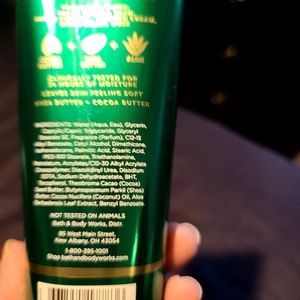 CLINICALLY TESTED FOR
24 HOURS OF MOISTURE
LEAVES SKIN FEELING SOFT
SHEA BUTTER + COCOA BUTTER
INGREDIENTS: Water (Aqua, Eau), Glycerin,
Caprylic/Capric Triglyceride, Glyceryl
Stearate SE, Fragrance (Parfum), C12-15
Alkyl Benzoate, Cetyl Alcohol, Dimethicone,
Palmitic Acid, Stearic Acid,
PEG-100 Stearate, Triethanolamine,
Acrylates/C10-30 Alkyl Acrylate
Crosspolymer, Diazolidinyl Urea, Disodium
EDTA, Sodium Dehydroacetate, BHT,
Tocopherol, Theobroma Cacao (Cocoa)
Seed Butter, Butyrospermum Parkii (Shea)
Butter, Cocos Nucifera (Coconut) Oil, Aloe
Barbadensis Leaf Extract, Benzyl Benzoate.
NOT TESTED ON ANIMALS
Bath & Body Works, Distr.
95 West Main Street,
New Albany, OH 43054
1-800-395-1001
Shop bathandbodyworks.com